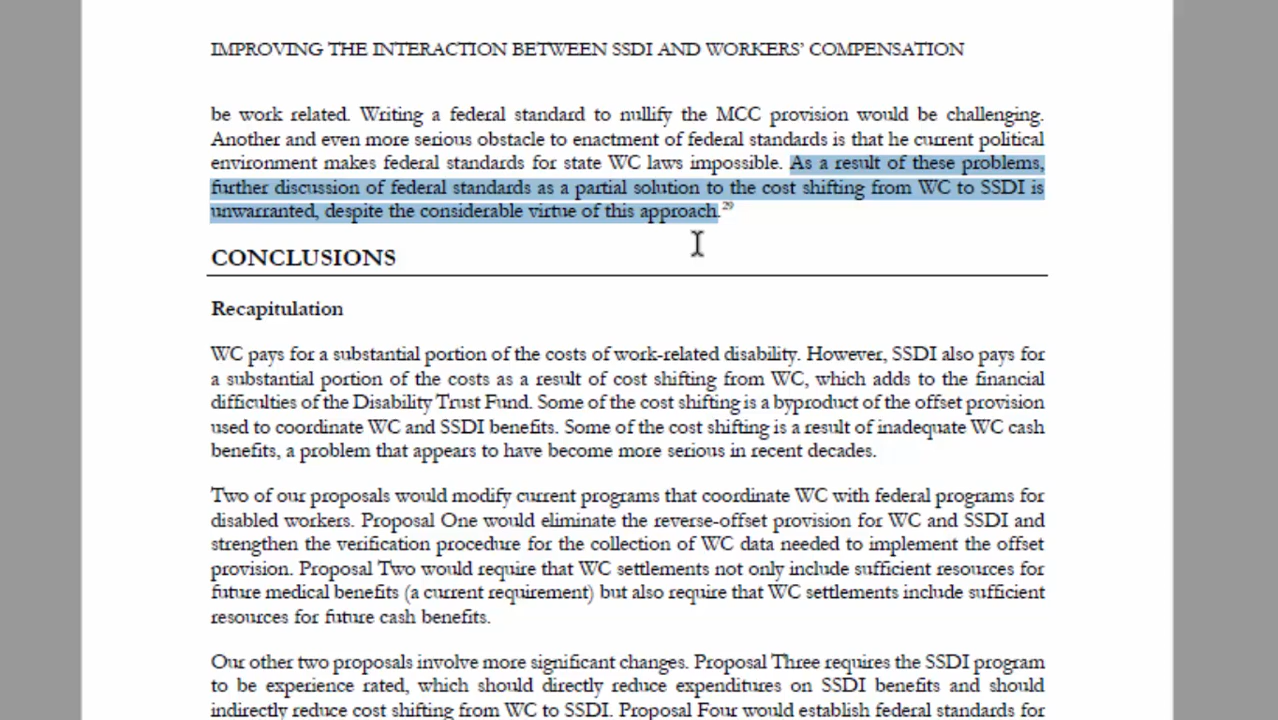 IMPROVING THE INTERACTION BETWEEN SSDI AND WORKERS' COMPENSATION
be work related. Writing a federal standard to nullify the MCC provision would be challenging.
Another and even more serious obstacle to enactment of federal standards is that he current political
environment makes federal standards for state WC laws impossible. As a result of these problems,
further discussion of federal standards as a partial solution to the cost shifting from WC to SSDI is
unwarranted, despite the considerable virtue of this approach.29
CONCLUSIONS
Recapitulation
WC pays for a substantial portion of the costs of work-related disability. However, SSDI also pays for
a substantial portion of the costs as a result of cost shifting from WC, which adds to the financial
difficulties of the Disability Trust Fund. Some of the cost shifting is a byproduct of the offset provision
used to coordinate WC and SSDI benefits. Some of the cost shifting is a result of inadequate WC cash
benefits, a problem that appears to have become more serious in recent decades.
Two of our proposals would modify current programs that coordinate WC with federal programs for
disabled workers. Proposal One would eliminate the reverse-offset provision for WC and SSDI and
strengthen the verification procedure for the collection of WC data needed to implement the offset
provision. Proposal Two would require that WC settlements not only include sufficient resources for
future medical benefits (a current requirement) but also require that WC settlements include sufficient
resources for future cash benefits.
Our other two proposals involve more significant changes. Proposal Three requires the SSDI program
to be experience rated, which should directly reduce expenditures on SSDI benefits and should
indirectly reduce cost shifting from WC to SSDI. Proposal Four would establish federal standards for